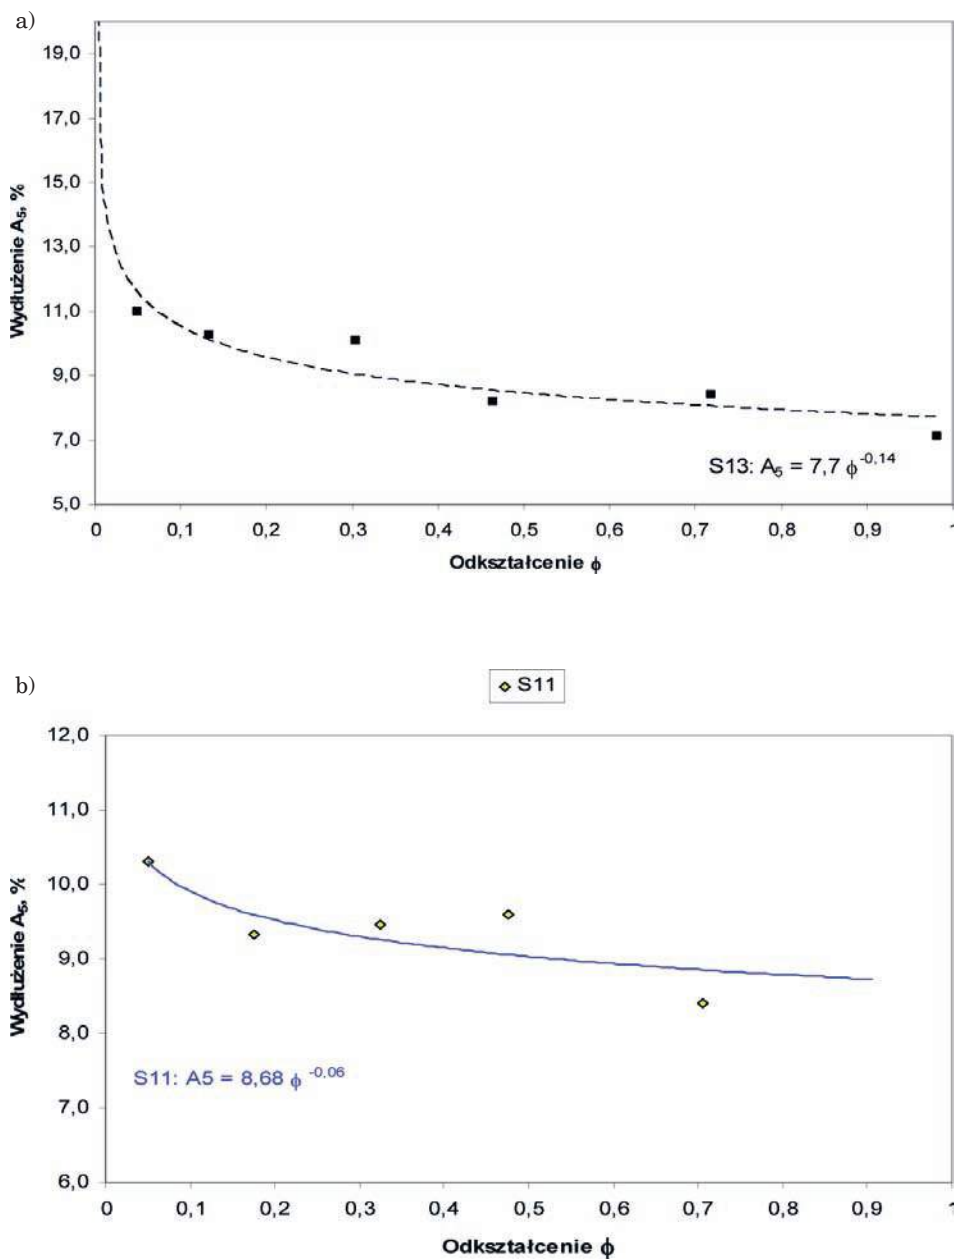 a)
19,0
17,0
15,0
13,0
11,0
9,0
7,0
5,0
Wydłużenie A₅, %
S13: A₅ = 7,7 ϕ⁻⁰,¹⁴
0 0,1 0,2 0,3 0,4 0,5 0,6 0,7 0,8 0,9 1
Odkształcenie ϕ
b)
S11
12,0
11,0
10,0
9,0
8,0
7,0
6,0
Wydłużenie A₅, %
S11: A5 = 8,68 ϕ ⁻⁰,⁰⁶
0 0,1 0,2 0,3 0,4 0,5 0,6 0,7 0,8 0,9 1
Odkształcenie ϕ